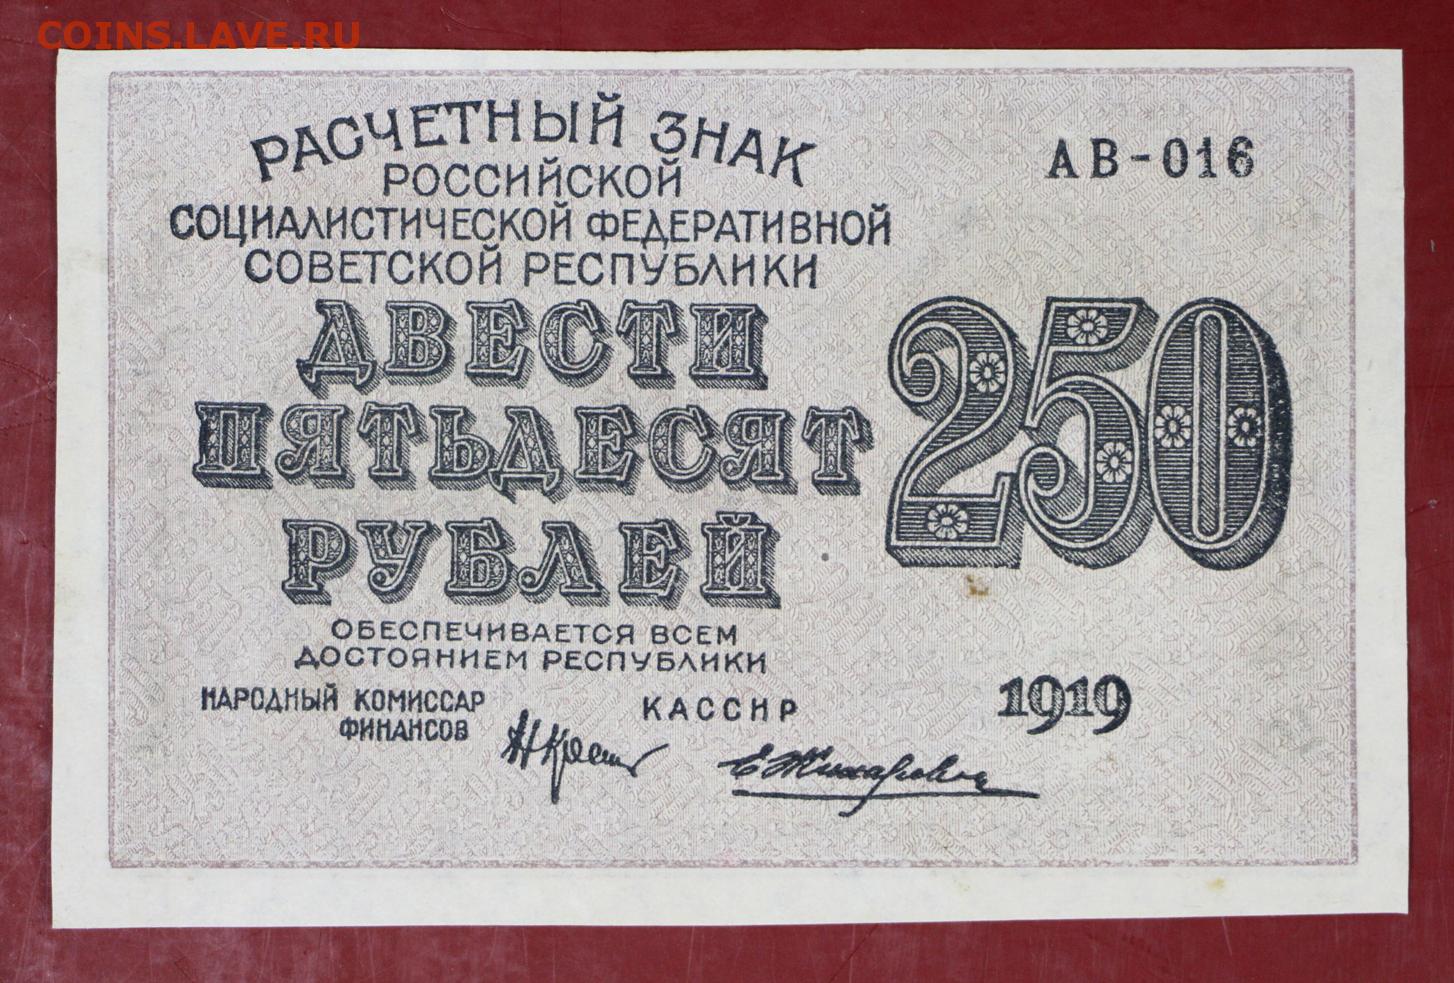 COINS.LAVE.RU
РАСЧЕТНЫЙ ЗНАК
РОССИЙСКОЙ
СОЦИАЛИСТИЧЕСКОЙ ФЕДЕРАТИВНОЙ
СОВЕТСКОЙ РЕСПУБЛИКИ
АВ-016
ДВЕСТИ
ПЯТЬДЕСЯТ
РУБЛЕЙ
250
ОБЕСПЕЧИВАЕТСЯ ВСЕМ
ДОСТОЯНИЕМ РЕСПУБЛИКИ
НАРОДНЫЙ КОМИССАР
ФИНАНСОВ
КАССИР
1919
Е Жихарев